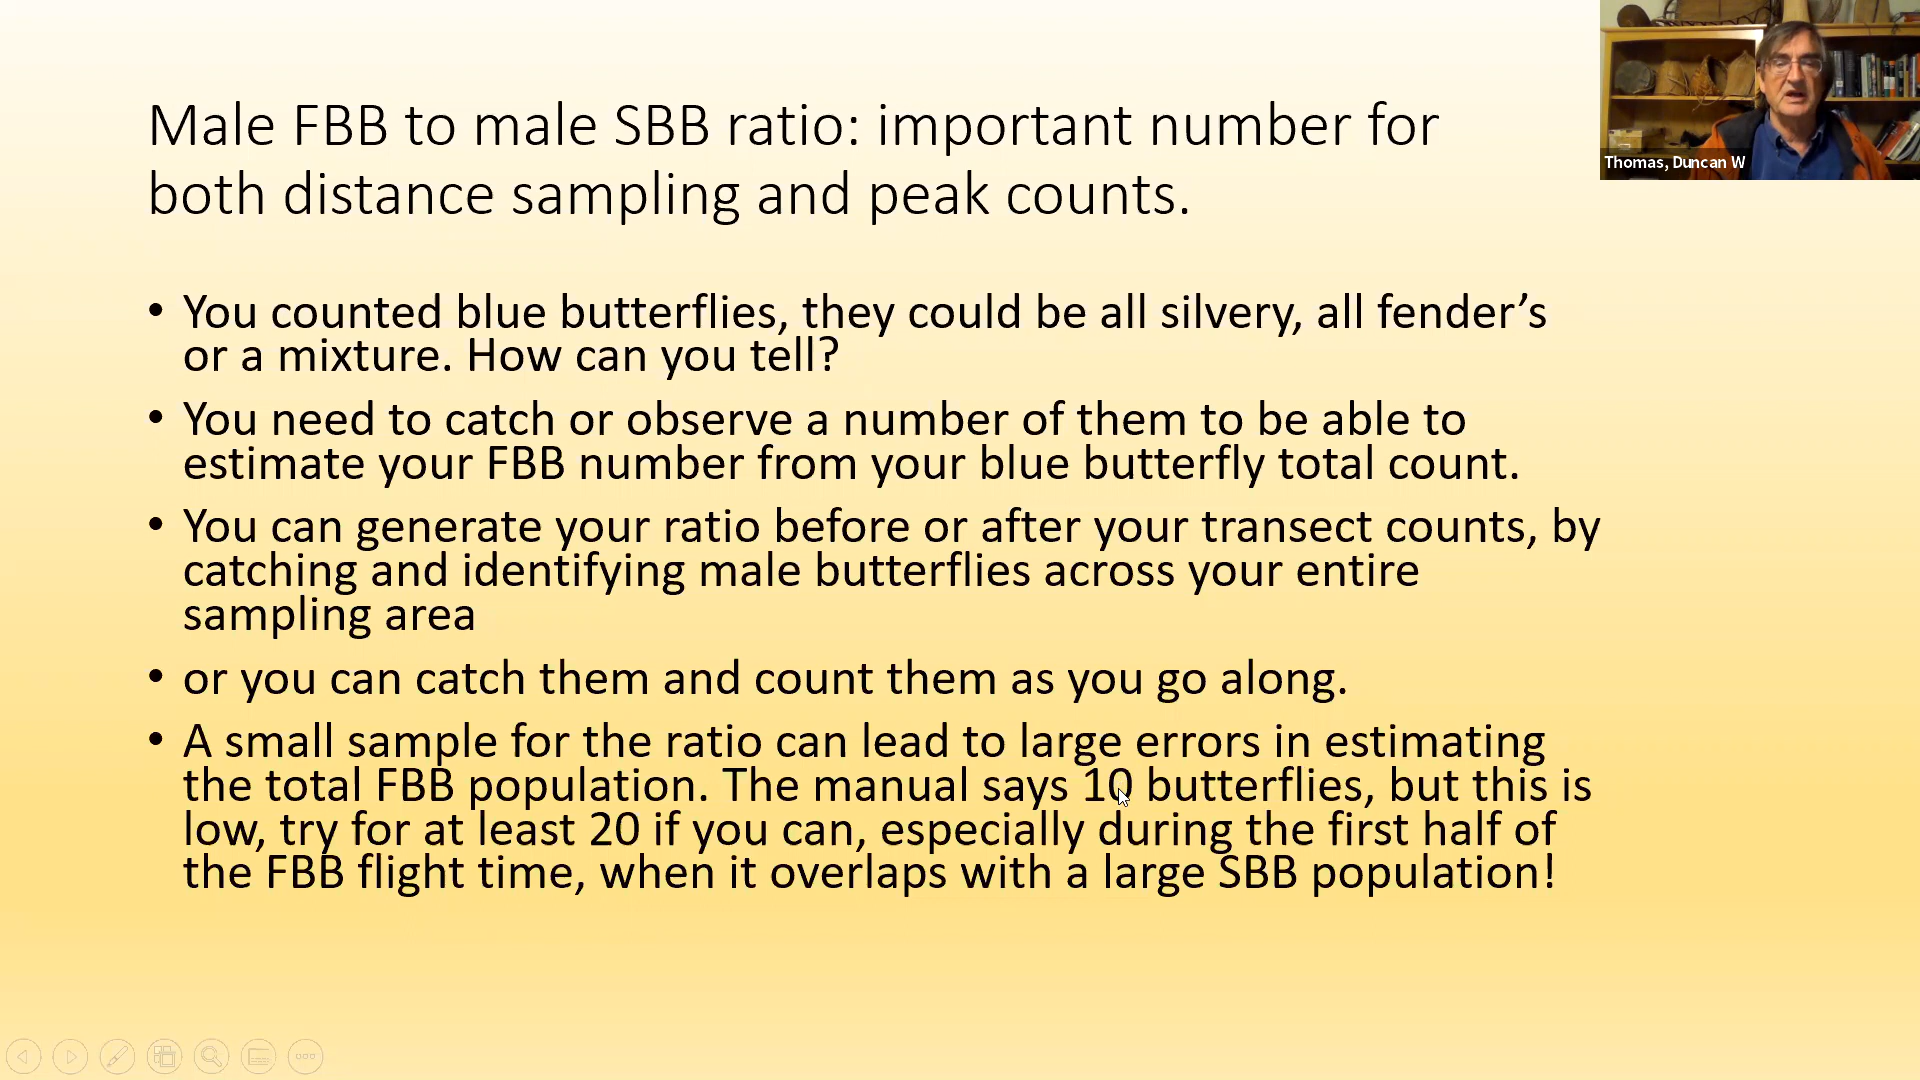 Male FBB to male SBB ratio: important number for
both distance sampling and peak counts.
Thomas, Duncan W
• You counted blue butterflies, they could be all silvery, all fender’s
or a mixture. How can you tell?
• You need to catch or observe a number of them to be able to
estimate your FBB number from your blue butterfly total count.
• You can generate your ratio before or after your transect counts, by
catching and identifying male butterflies across your entire
sampling area
• or you can catch them and count them as you go along.
• A small sample for the ratio can lead to large errors in estimating
the total FBB population. The manual says 10 butterflies, but this is
low, try for at least 20 if you can, especially during the first half of
the FBB flight time, when it overlaps with a large SBB population!